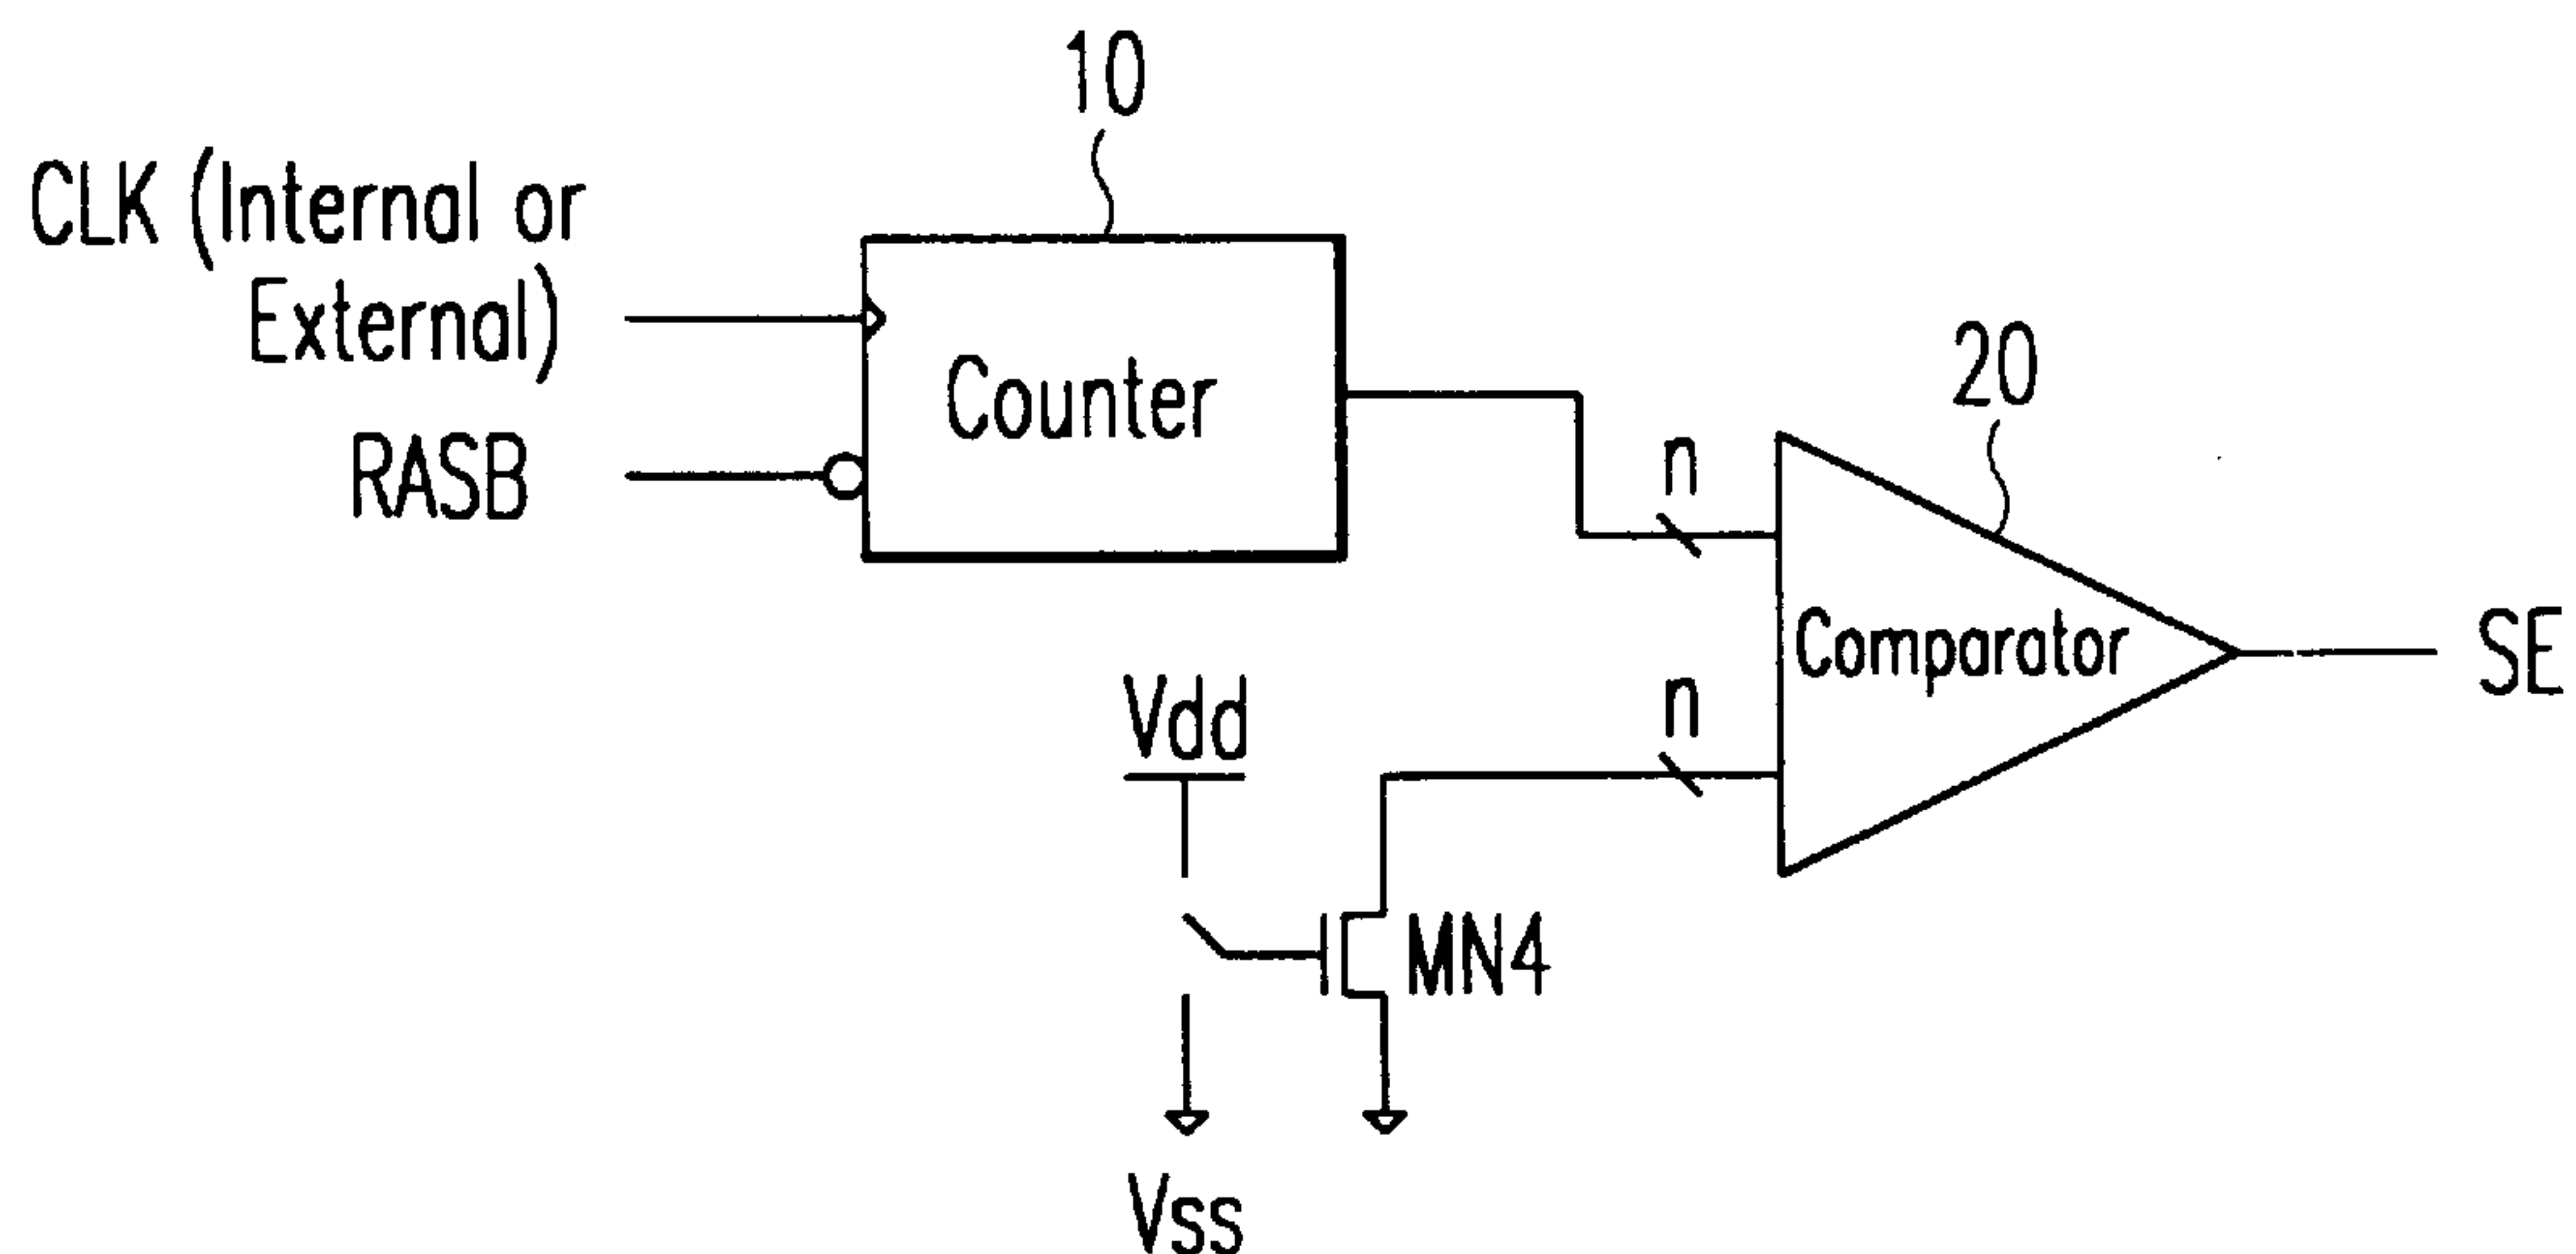 10
CLK (Internal or
External)
Counter
RASB
20
n
Comparator
SE
n
Vdd
MN4
Vss